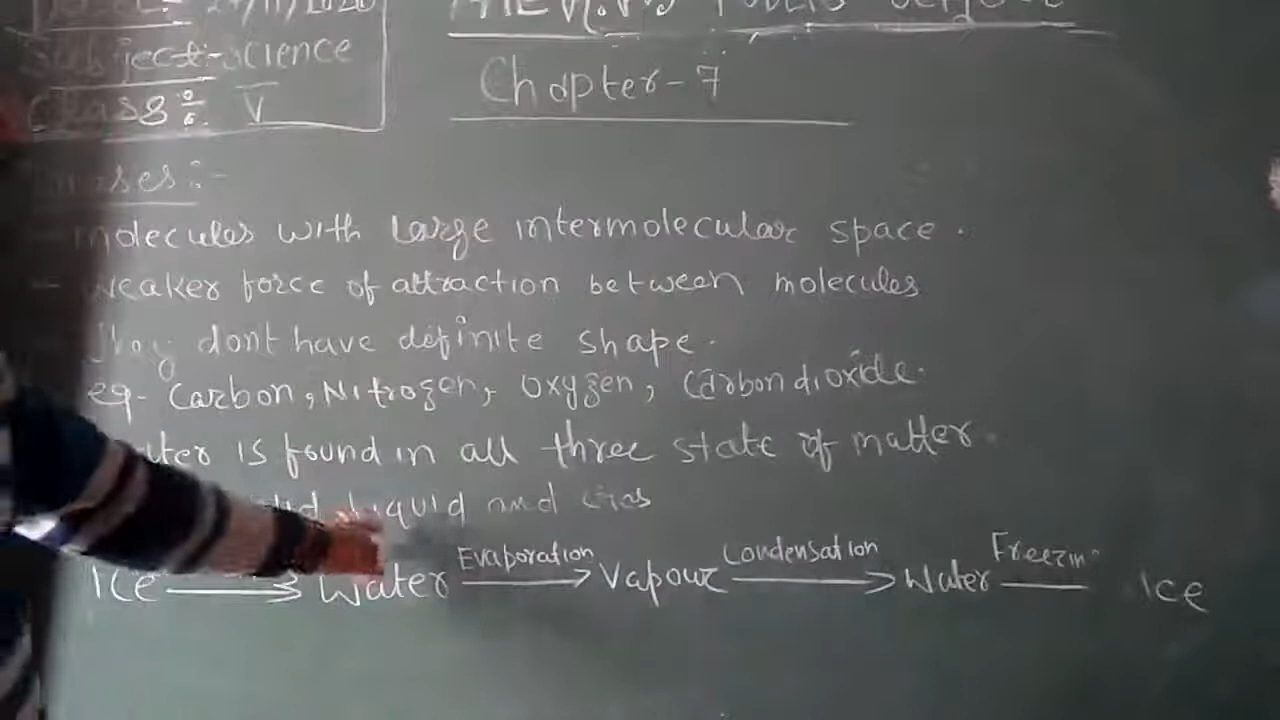 Subject-science
Chapter-7
Class: V
molecules with Large intermolecular space.
- weaker force of attraction between molecules
They dont have definite shape.
eg- Carbon, Nitrogen, Oxygen, Carbondioxide.
is found in all three state of matter.
liquid and Gas
Evaporation Condensation
Ice → Water → Vapour → Water — Ice